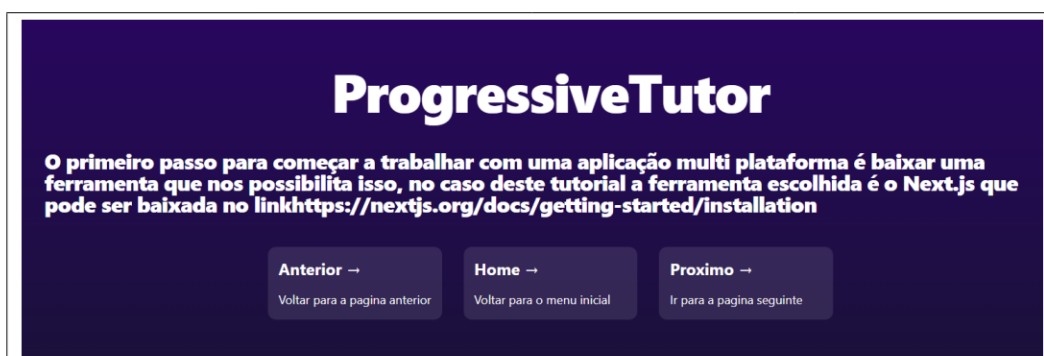 ProgressiveTutor
O primeiro passo para começar a trabalhar com uma aplicação multi plataforma é baixar uma
ferramenta que nos possibilita isso, no caso deste tutorial a ferramenta escolhida é o Next.js que
pode ser baixada no linkhttps://nextjs.org/docs/getting-started/installation
Anterior →
Voltar para a pagina anterior
Home →
Voltar para o menu inicial
Proximo →
Ir para a pagina seguinte